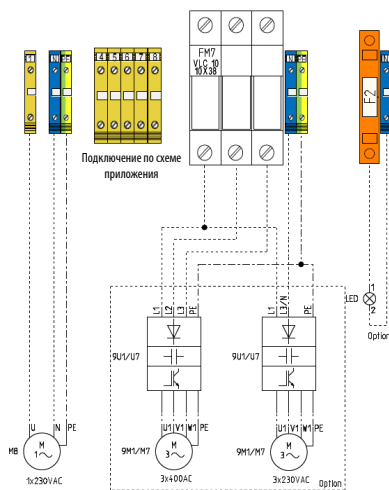 FM7
VLC 10
10X38
N
PE
4 5 6 7 8
F2
N
Подключение по схеме
приложения
L1 L2 L3 PE
L1 L3/N PE
LED
1
2
Option
9U1/U7
9U1/U7
U N PE
U1 V1 W1 PE
U1 V1 W1 PE
M8
M
1~
9M1/M7
M
3~
9M1/M7
M
3~
1x230VAC
3x400AC
3x230VAC
Option